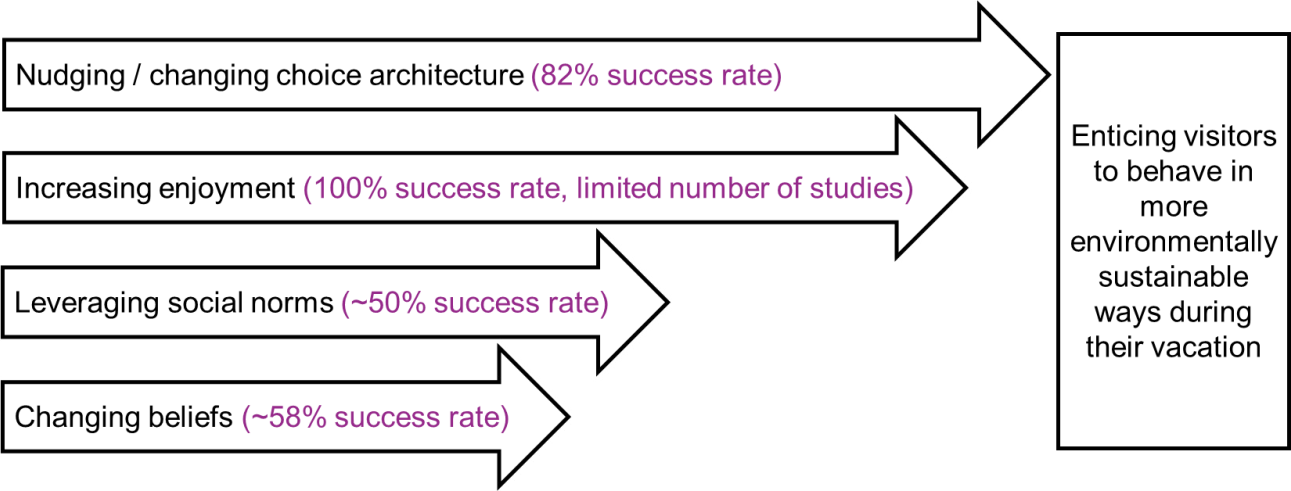 Nudging / changing choice architecture (82% success rate)
Increasing enjoyment (100% success rate, limited number of studies)
Leveraging social norms (~50% success rate)
Changing beliefs (~58% success rate)
Enticing visitors
to behave in
more
environmentally
sustainable
ways during
their vacation